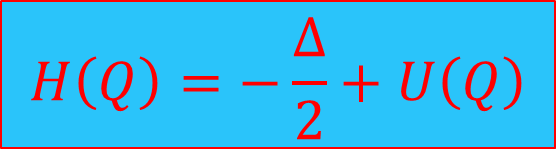 H(Q) = −Δ/2 + U(Q)